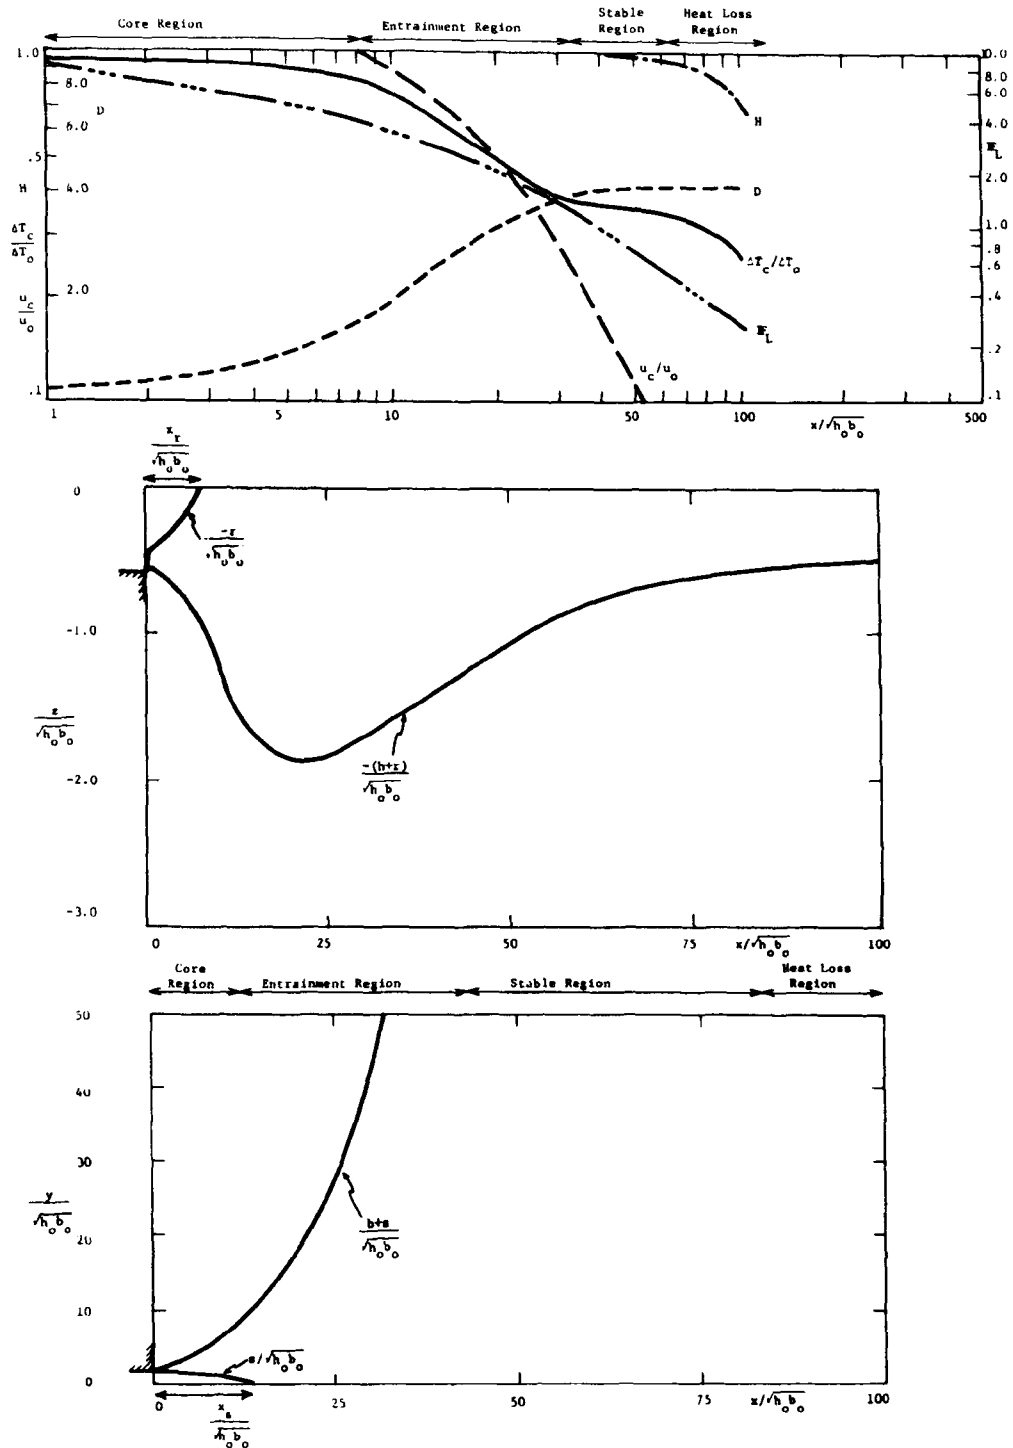 Core Region
Entrainment Region
Stable Region
Heat Loss Region
1.0
8.0
D
6.0
.5
H
4.0
ΔT_c/ΔT_o
2.0
u_c/u_o
.1
10.0
8.0
6.0
4.0
𝔽_L
2.0
1.0
.8
.6
.4
.2
.1
H
D
ΔT_c/ΔT_o
𝔽_L
u_c/u_o
1 5 10 50 100 500
x/√h_o b_o
x_r/√h_o b_o
0
-r/√h_o b_o
-1.0
z/√h_o b_o
-(h+r)/√h_o b_o
-2.0
-3.0
0 25 50 75 x/√h_o b_o 100
Core Region
Entrainment Region
Stable Region
Heat Loss Region
50
40
30
y/√h_o b_o
b+s/√h_o b_o
20
10
s/√h_o b_o
0
0 25 50 75 x/√h_o b_o 100
x_s/√h_o b_o